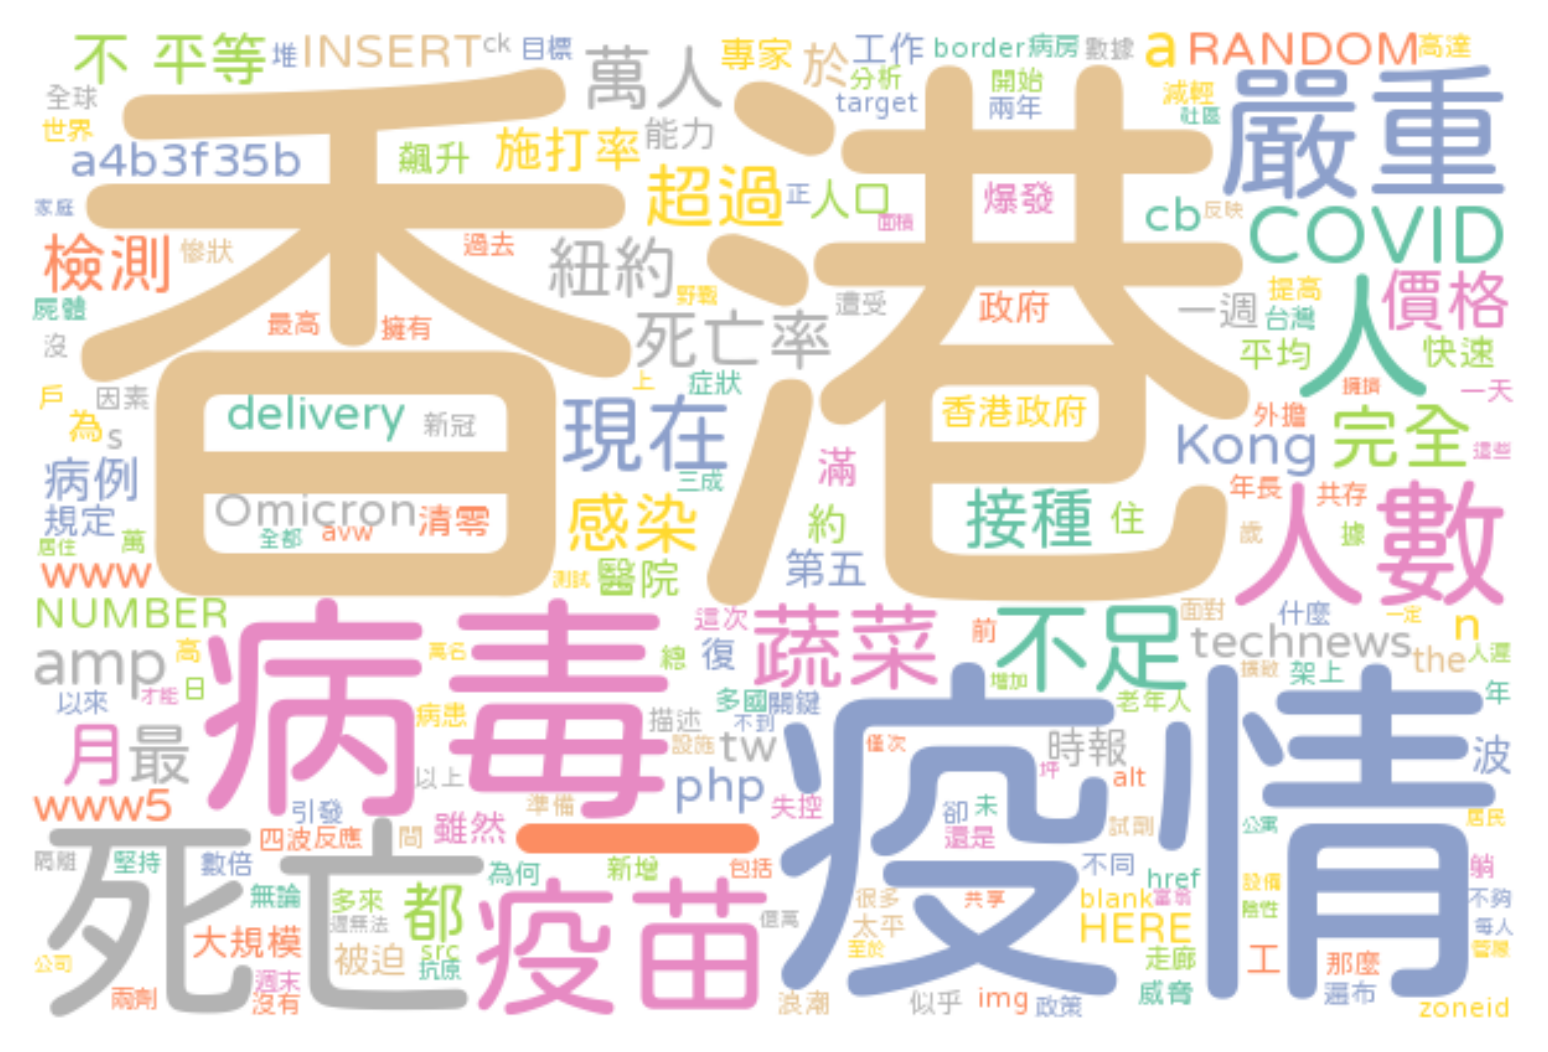 不 平等 堆 INSERT ck 目標 萬人 專家 於 工作 border 病房 數據 a RANDOM 高達
全球 分析 開始 減輕
世界 能力 target 兩年 社區 嚴重
a4b3f35b 飆升 施打率
家庭 超過 正 人口 爆發 cb 反映 COVID
面積
檢測 慘狀 過去 紐約
香港
屍體 野戰 遭受 政府 一週 提高 人 價格
最高 擁有 死亡率 台灣
沒 平均 快速
戶 因素 上 症狀 擁擠 一天
為 s delivery 新冠 現在 香港政府 外擔 完全
病例 三成 滿 Kong 這些
規定 Omicron 清零 感染 約 接種 住 年長 共存 人數
居住 萬 全都 avw 歲 據
www 測試 醫院 第五
NUMBER 這次 蔬菜 前 不足 面對 什麼 一定 n
amp 高 病毒 萬名 總 復 technews the 人遲
以來 才能 日 增加 架上
病患 描述 多國 關鍵 老年人 年
不到
月 最 以上 設施 tw 僅次 時報 波
坪 疫情
www5 引發 準備 php 失控 卻 未 alt
四波 反應 問 雖然 一 還是 試劑 公寓 居民
隔離 堅持 數倍 為何 新增 包括 不同 躺
死亡 無論 多來 都 疫苗 億萬 很多 共享 href 設備 不夠
大規模 太平 blank 富翁 陰性 每人
被迫 src 至於 HERE
公司 週末 抗原 走廊 工 那麼
兩劑 沒有 浪潮 似乎 img 政策 威脅 遍布 zoneid